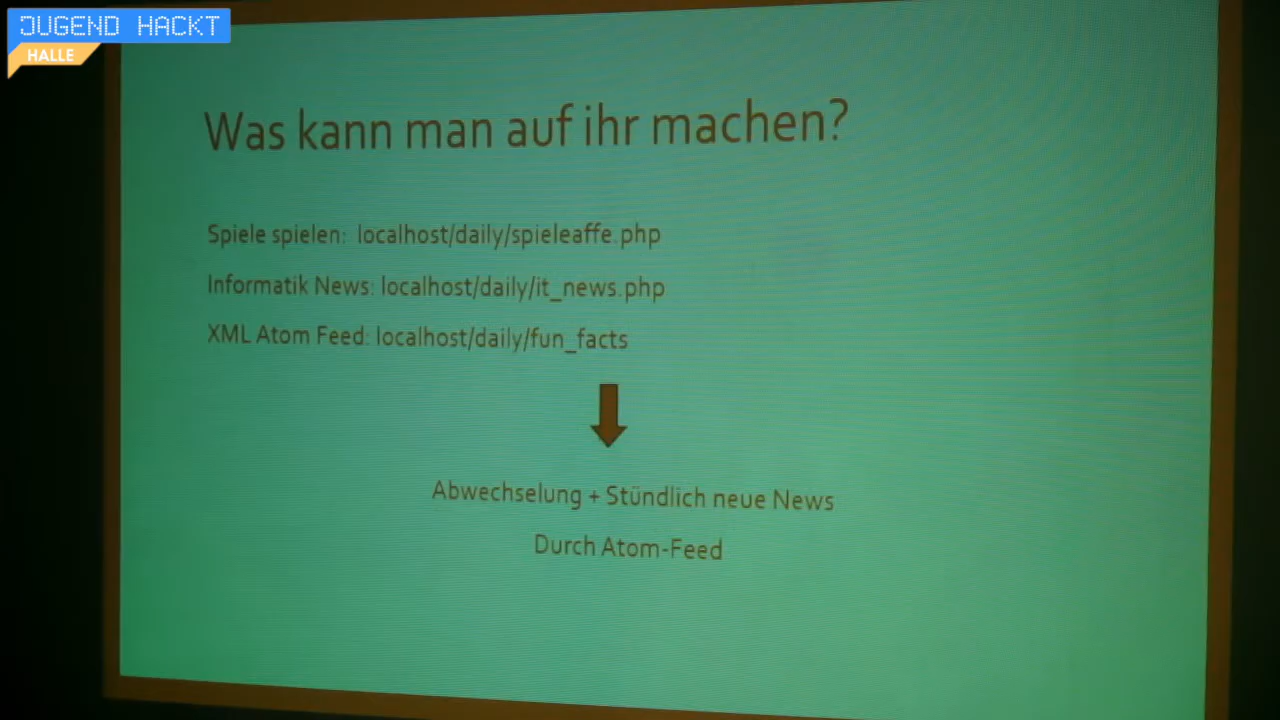 JUGEND HACKT
HALLE
Was kann man auf ihr machen?
Spiele spielen: localhost/daily/spieleaffe.php
Informatik News: localhost/daily/it_news.php
XML Atom Feed: localhost/daily/fun_facts
Abwechselung + Stündlich neue News
Durch Atom-Feed